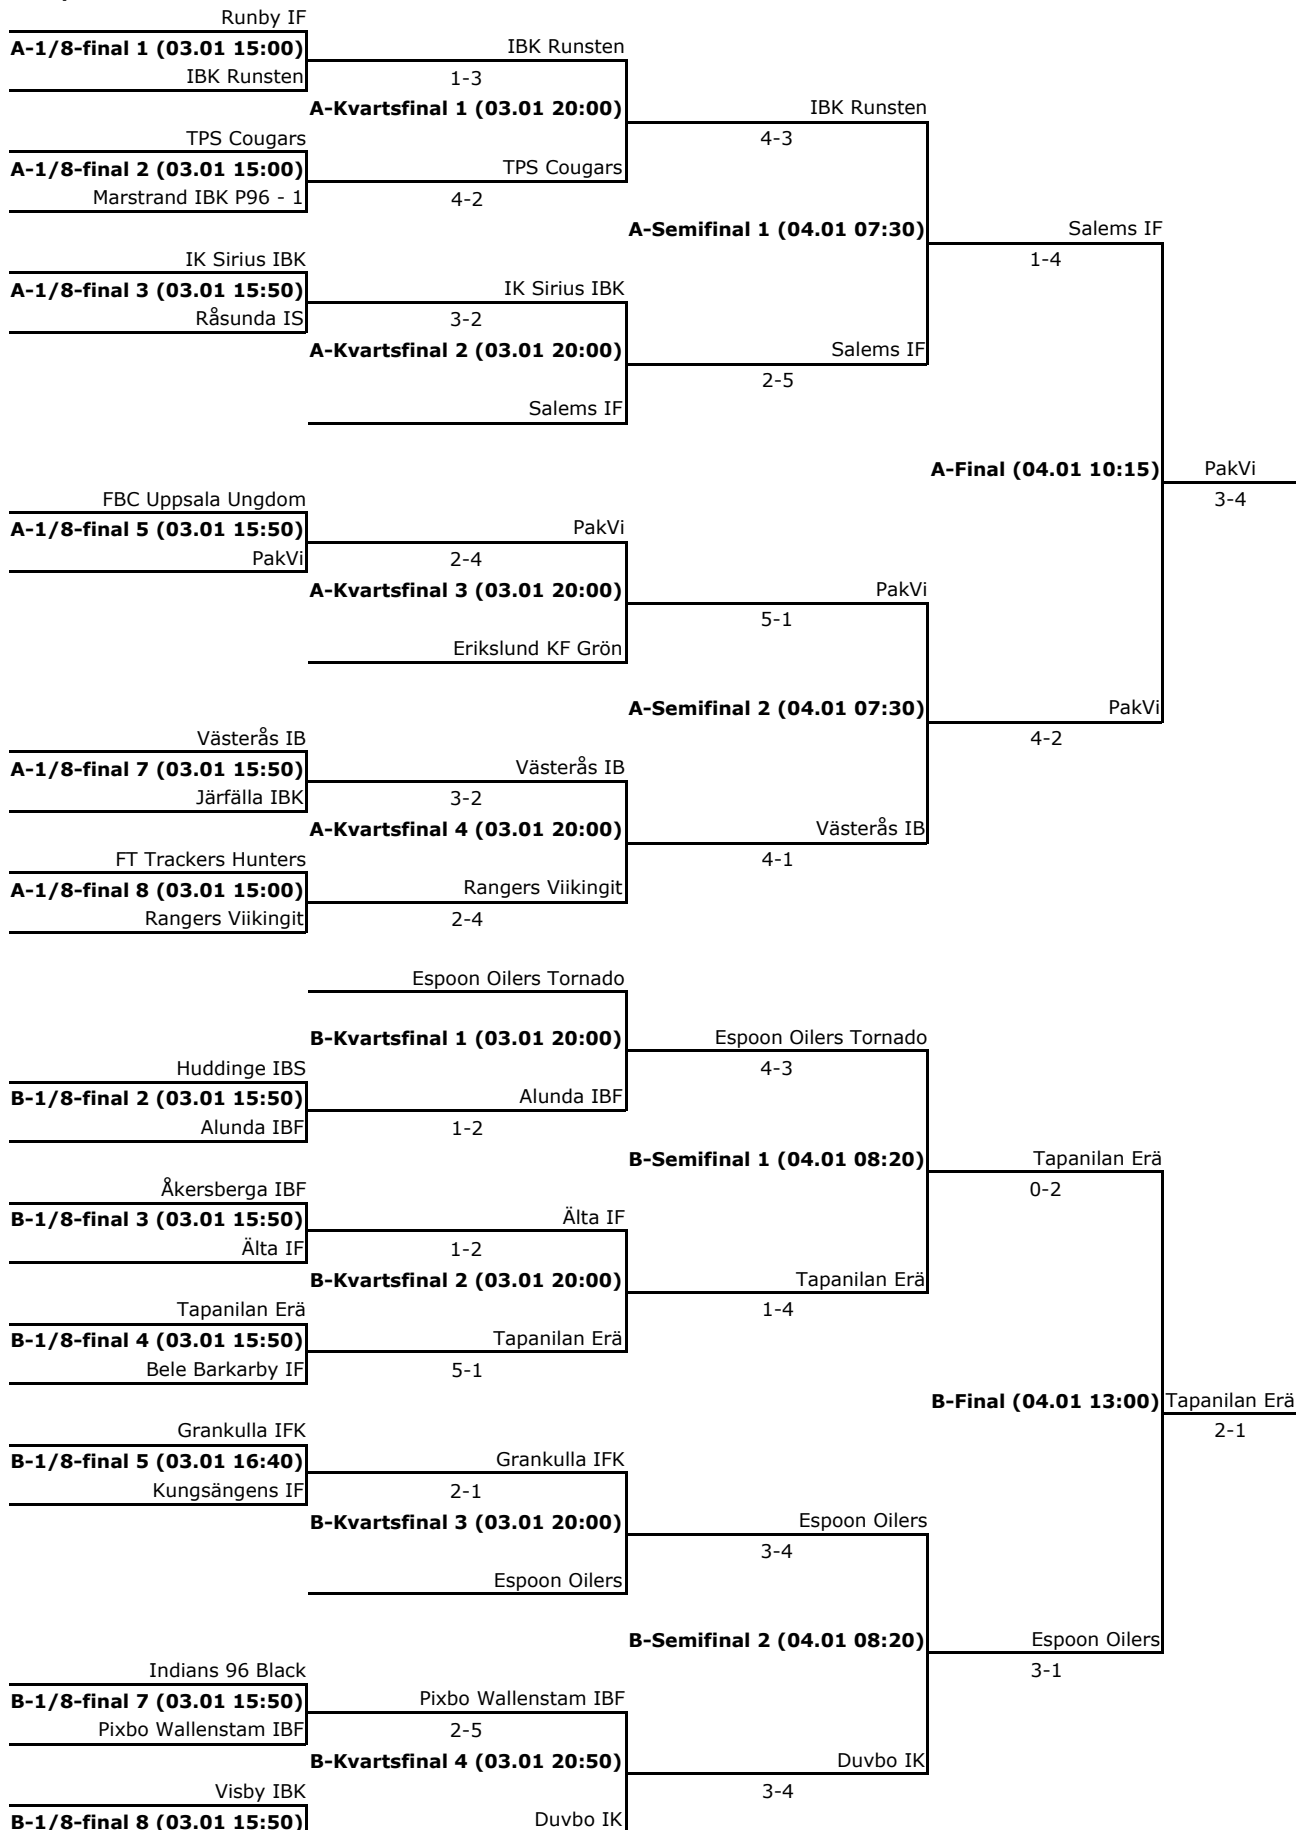 Runby IF
A-1/8-final 1 (03.01 15:00)
IBK Runsten
IBK Runsten
1-3
A-Kvartsfinal 1 (03.01 20:00)
IBK Runsten
TPS Cougars
4-3
A-1/8-final 2 (03.01 15:00)
TPS Cougars
Marstrand IBK P96 - 1
4-2
A-Semifinal 1 (04.01 07:30)
Salems IF
IK Sirius IBK
1-4
A-1/8-final 3 (03.01 15:50)
IK Sirius IBK
Råsunda IS
3-2
A-Kvartsfinal 2 (03.01 20:00)
Salems IF
2-5
Salems IF
A-Final (04.01 10:15)
PakVi
FBC Uppsala Ungdom
3-4
A-1/8-final 5 (03.01 15:50)
PakVi
PakVi
2-4
A-Kvartsfinal 3 (03.01 20:00)
PakVi
5-1
Erikslund KF Grön
A-Semifinal 2 (04.01 07:30)
PakVi
Västerås IB
4-2
A-1/8-final 7 (03.01 15:50)
Västerås IB
Järfälla IBK
3-2
A-Kvartsfinal 4 (03.01 20:00)
Västerås IB
FT Trackers Hunters
4-1
A-1/8-final 8 (03.01 15:00)
Rangers Viikingit
Rangers Viikingit
2-4
Espoon Oilers Tornado
B-Kvartsfinal 1 (03.01 20:00)
Espoon Oilers Tornado
Huddinge IBS
4-3
B-1/8-final 2 (03.01 15:50)
Alunda IBF
Alunda IBF
1-2
B-Semifinal 1 (04.01 08:20)
Tapanilan Erä
Åkersberga IBF
0-2
B-1/8-final 3 (03.01 15:50)
Älta IF
Älta IF
1-2
B-Kvartsfinal 2 (03.01 20:00)
Tapanilan Erä
Tapanilan Erä
1-4
B-1/8-final 4 (03.01 15:50)
Tapanilan Erä
Bele Barkarby IF
5-1
B-Final (04.01 13:00)
Tapanilan Erä
Grankulla IFK
2-1
B-1/8-final 5 (03.01 16:40)
Grankulla IFK
Kungsängens IF
2-1
B-Kvartsfinal 3 (03.01 20:00)
Espoon Oilers
3-4
Espoon Oilers
B-Semifinal 2 (04.01 08:20)
Espoon Oilers
Indians 96 Black
3-1
B-1/8-final 7 (03.01 15:50)
Pixbo Wallenstam IBF
Pixbo Wallenstam IBF
2-5
B-Kvartsfinal 4 (03.01 20:50)
Duvbo IK
Visby IBK
3-4
B-1/8-final 8 (03.01 15:50)
Duvbo IK